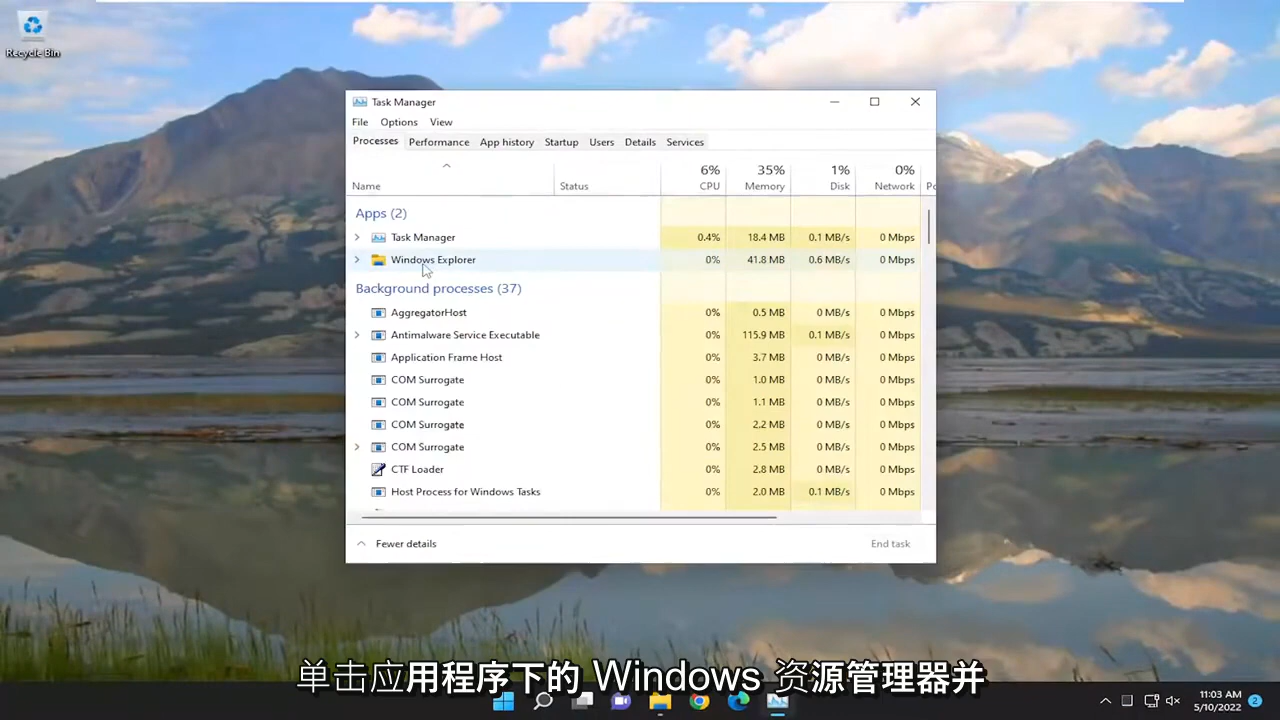 Recycle Bin
Task Manager
File Options View
Processes Performance App history Startup Users Details Services
6% 35% 1% 0%
Name Status CPU Memory Disk Network
Apps (2)
Task Manager 0.4% 18.4 MB 0.1 MB/s 0 Mbps
Windows Explorer 0% 41.8 MB 0.6 MB/s 0 Mbps
Background processes (37)
AggregatorHost 0% 0.5 MB 0 MB/s 0 Mbps
Antimalware Service Executable 0% 115.9 MB 0.1 MB/s 0 Mbps
Application Frame Host 0% 3.7 MB 0 MB/s 0 Mbps
COM Surrogate 0% 1.0 MB 0 MB/s 0 Mbps
COM Surrogate 0% 1.1 MB 0 MB/s 0 Mbps
COM Surrogate 0% 2.2 MB 0 MB/s 0 Mbps
COM Surrogate 0% 2.5 MB 0 MB/s 0 Mbps
CTF Loader 0% 2.8 MB 0 MB/s 0 Mbps
Host Process for Windows Tasks 0% 2.0 MB 0.1 MB/s 0 Mbps
Fewer details End task
单击应用程序下的 Windows 资源管理器并
11:03 AM
5/10/2022 2